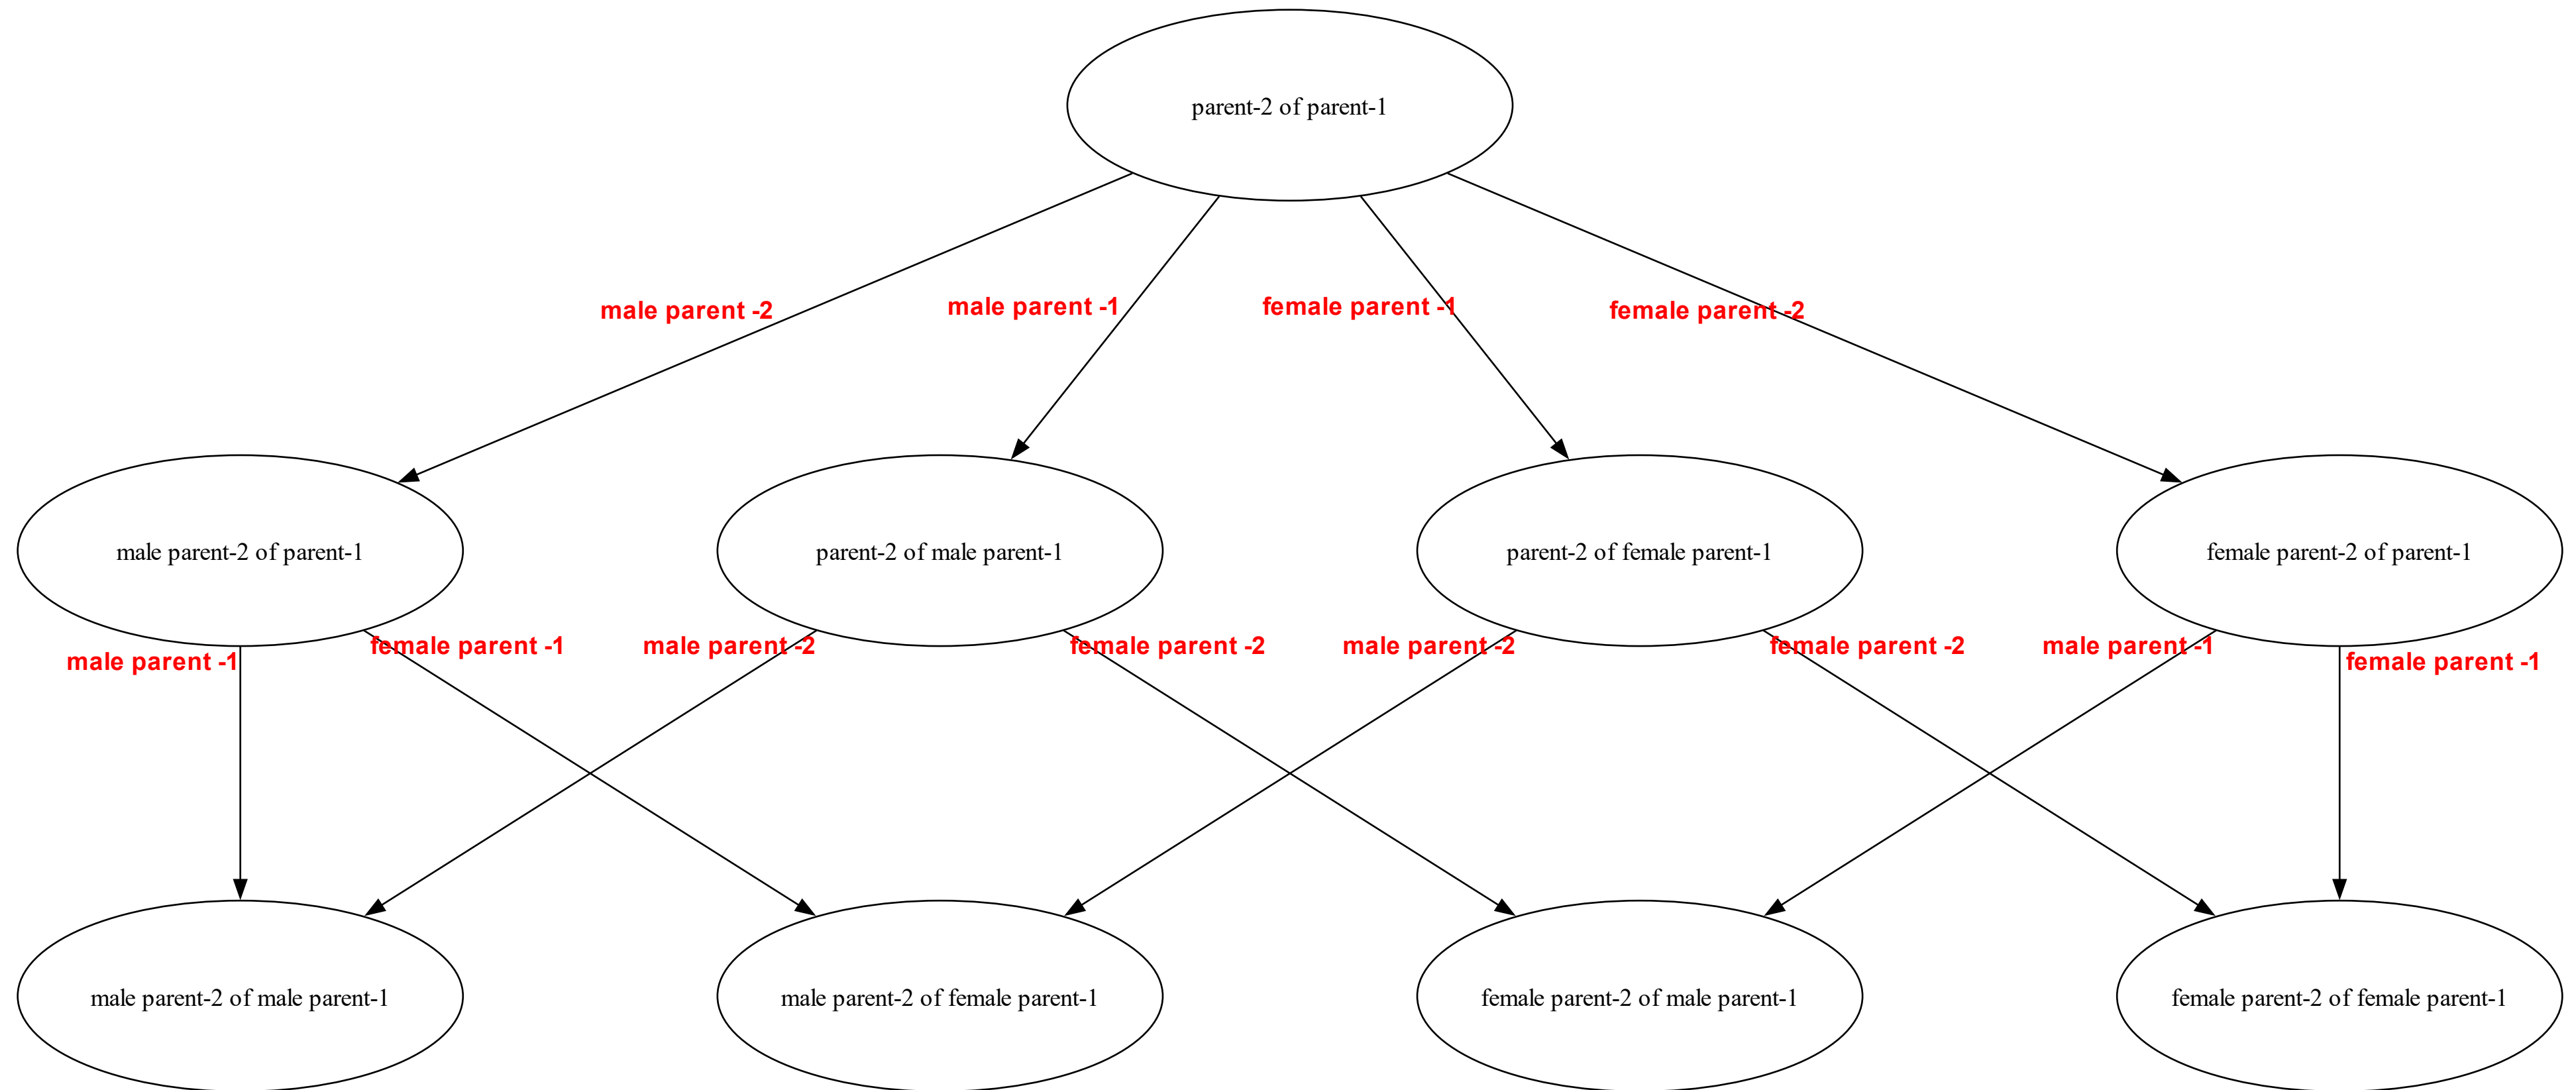 parent-2 of parent-1
male parent -2
male parent -1
female parent -1
female parent -2
male parent-2 of parent-1
parent-2 of male parent-1
parent-2 of female parent-1
female parent-2 of parent-1
male parent -1
female parent -1
male parent -2
female parent -2
male parent -2
female parent -2
male parent -1
female parent -1
male parent-2 of male parent-1
male parent-2 of female parent-1
female parent-2 of male parent-1
female parent-2 of female parent-1